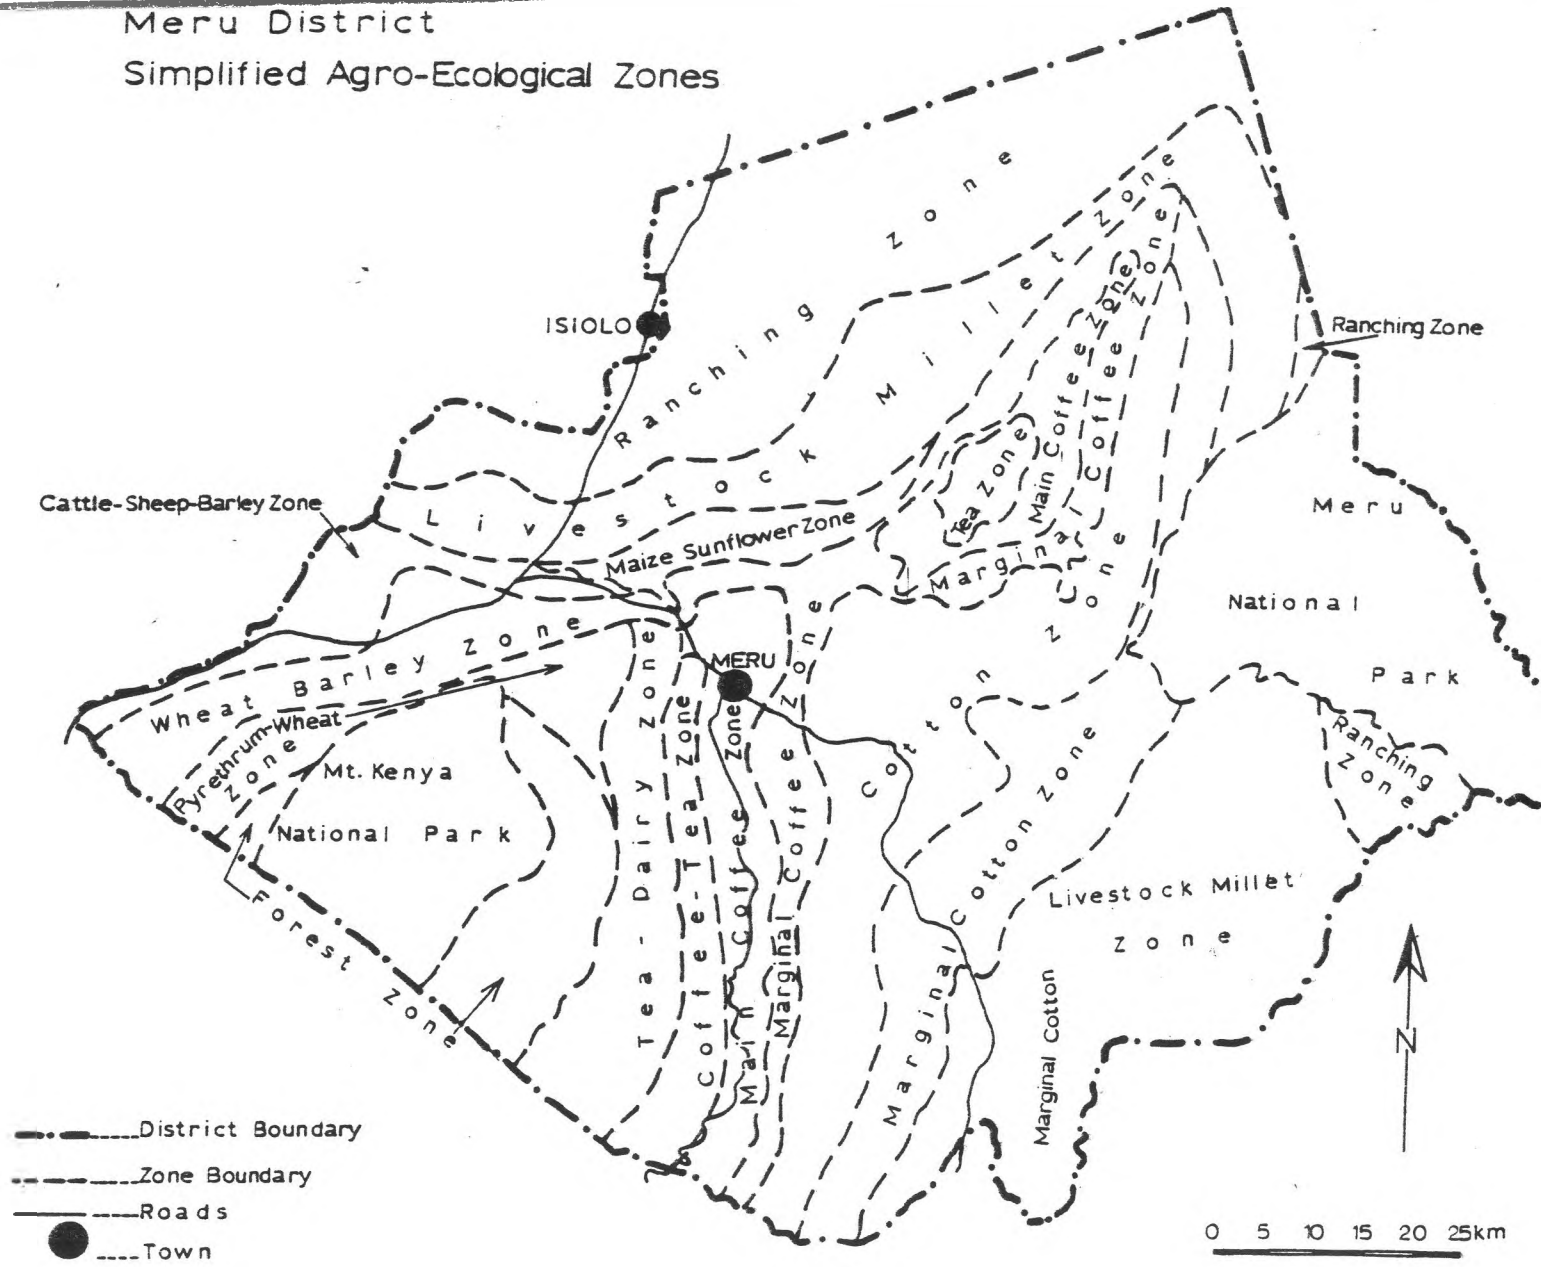 Meru District
Simplified Agro-Ecological Zones
ISIOLO
Ranching Zone
Ranching Zone
Livestock Millet Zone
Cattle-Sheep-Barley Zone
Maize Sunflower Zone
Tea Zone
Main Coffee Zone
Marginal Coffee Zone
Meru
National
Park
Wheat Barley Zone
MERU
Cotton Zone
Pyrethrum-Wheat
Zone
Mt. Kenya
National Park
Forest Zone
Tea-Dairy Zone
Coffee-Tea Zone
Main Coffee Zone
Marginal Coffee Zone
Marginal Cotton Zone
Ranching
Zone
Livestock Millet
Zone
Marginal Cotton
N
District Boundary
Zone Boundary
Roads
Town
0 5 10 15 20 25km